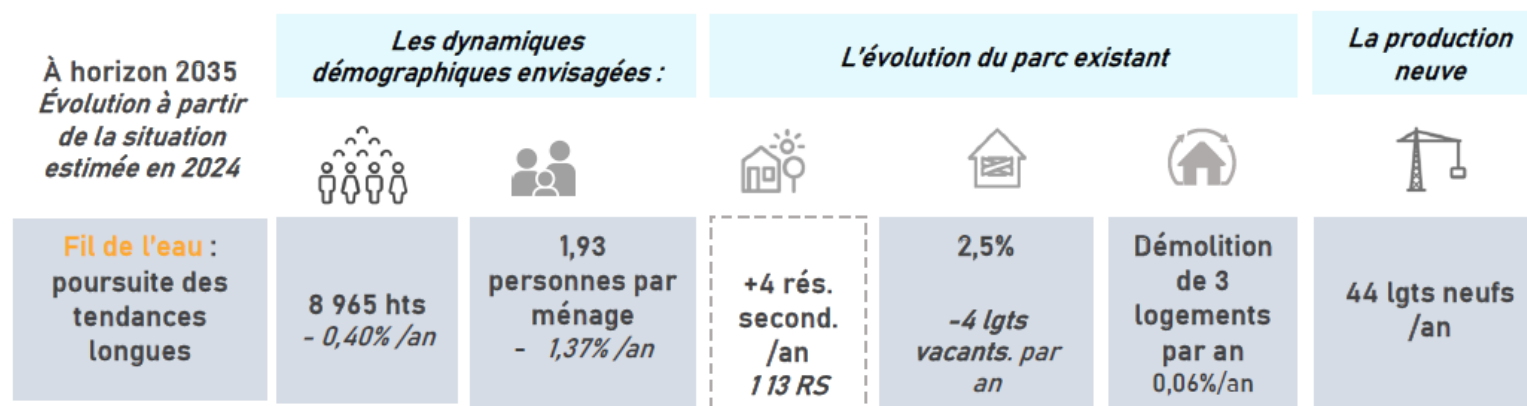 À horizon 2035
Évolution à partir
de la situation
estimée en 2024
Les dynamiques
démographiques envisagées :
L'évolution du parc existant
La production
neuve
Fil de l'eau :
poursuite des
tendances
longues
8 965 hts
- 0,40% /an
1,93
personnes par
ménage
- 1,37% /an
+4 rés.
second.
/an
113 RS
2,5%
-4 lgts
vacants. par
an
Démolition
de 3
logements
par an
0,06%/an
44 lgts neufs
/an